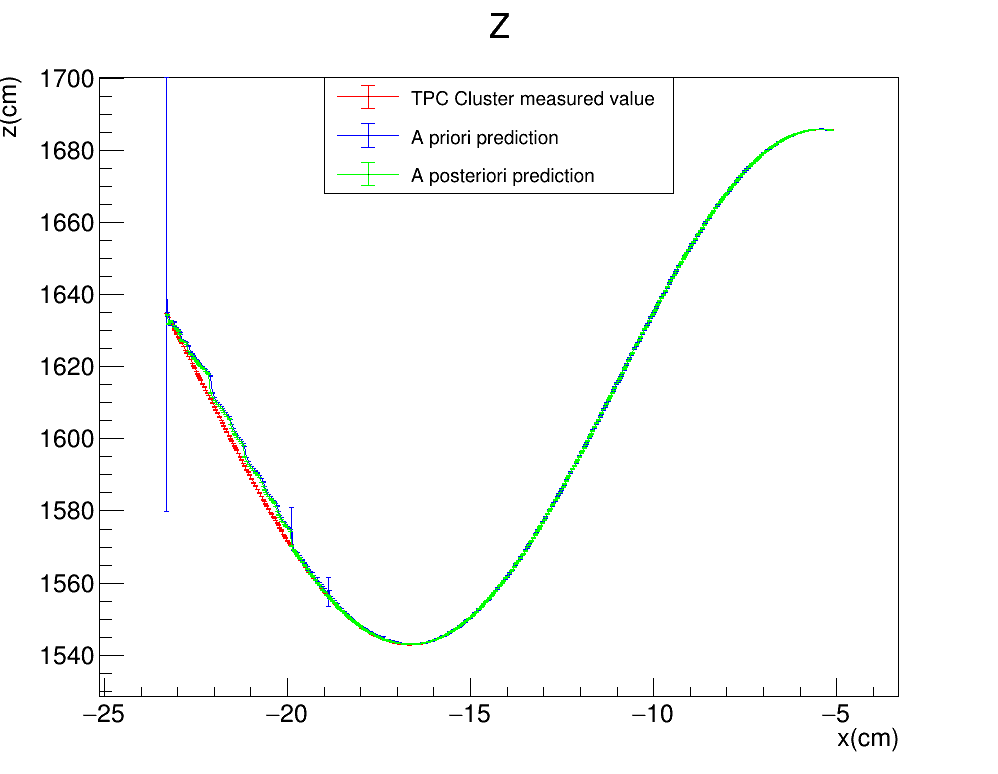 Z
z(cm)
1700
1680
1660
1640
1620
1600
1580
1560
1540
TPC Cluster measured value
A priori prediction
A posteriori prediction
−25
−20
−15
−10
−5
x(cm)